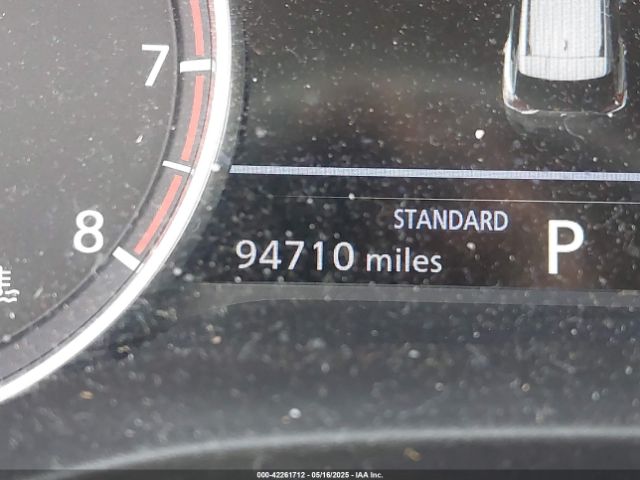 7
8
STANDARD
94710 miles
P
000-42261712 - 05/16/2025 - IAA Inc.